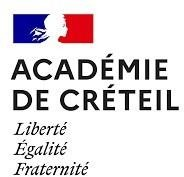 ACADÉMIE
DE CRÉTEIL
Liberté
Égalité
Fraternité